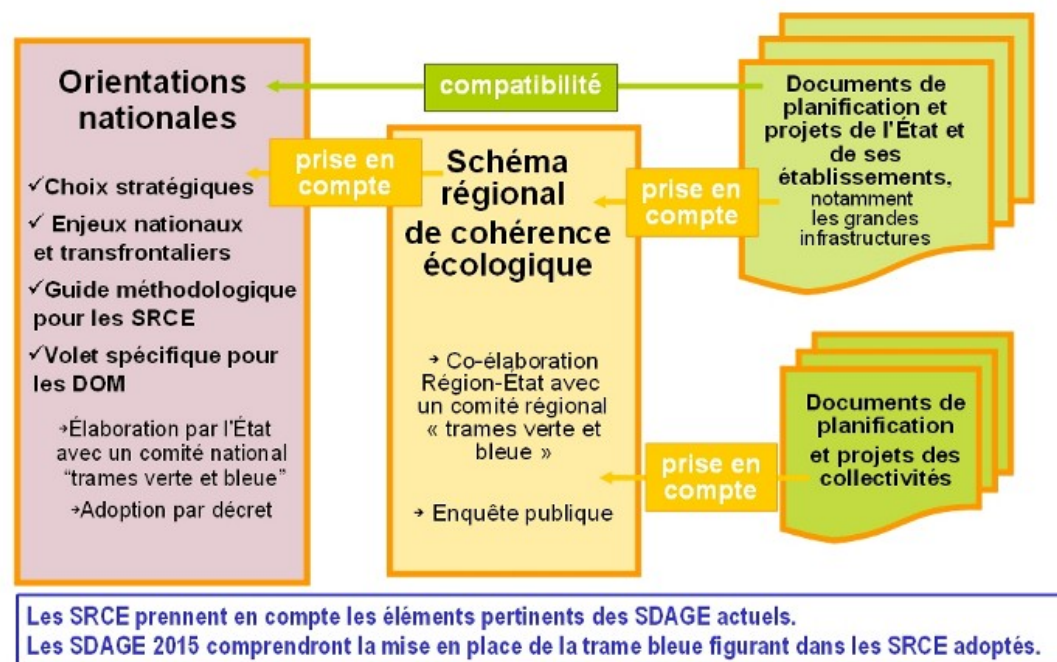 Orientations
nationales
✓Choix stratégiques
✓ Enjeux nationaux
et transfrontaliers
✓Guide méthodologique
pour les SRCE
✓Volet spécifique pour
les DOM
→Élaboration par l'État
avec un comité national
"trames verte et bleue"
→Adoption par décret
compatibilité
prise en
compte
Schéma
régional
de cohérence
écologique
→ Co-élaboration
Région-État avec
un comité régional
« trames verte et
bleue »
→ Enquête publique
prise en
compte
Documents de
planification et
projets de l'État et
de ses
établissements,
notamment
les grandes
infrastructures
prise en
compte
Documents de
planification
et projets des
collectivités
Les SRCE prennent en compte les éléments pertinents des SDAGE actuels.
Les SDAGE 2015 comprendront la mise en place de la trame bleue figurant dans les SRCE adoptés.